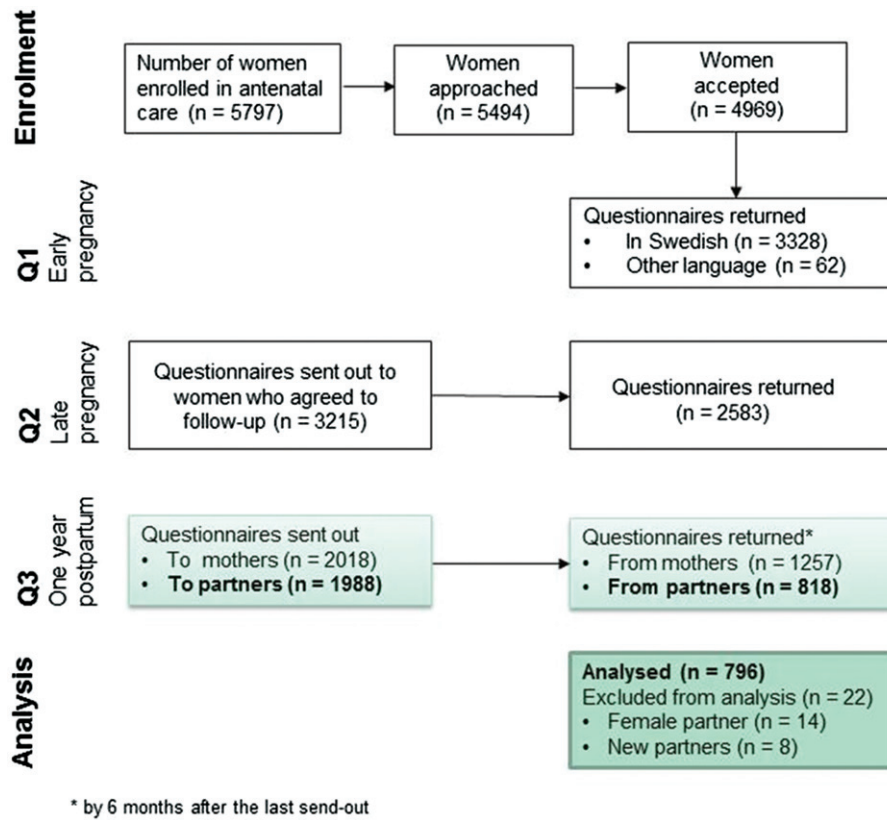 Enrolment
Number of women
enrolled in antenatal
care (n = 5797)
Women
approached
(n = 5494)
Women
accepted
(n = 4969)
Q1
Early
pregnancy
Questionnaires returned
• In Swedish (n = 3328)
• Other language (n = 62)
Q2
Late
pregnancy
Questionnaires sent out to
women who agreed to
follow-up (n = 3215)
Questionnaires returned
(n = 2583)
Q3
One year
postpartum
Questionnaires sent out
• To mothers (n = 2018)
• To partners (n = 1988)
Questionnaires returned*
• From mothers (n = 1257)
• From partners (n = 818)
Analysis
Analysed (n = 796)
Excluded from analysis (n = 22)
• Female partner (n = 14)
• New partners (n = 8)
* by 6 months after the last send-out